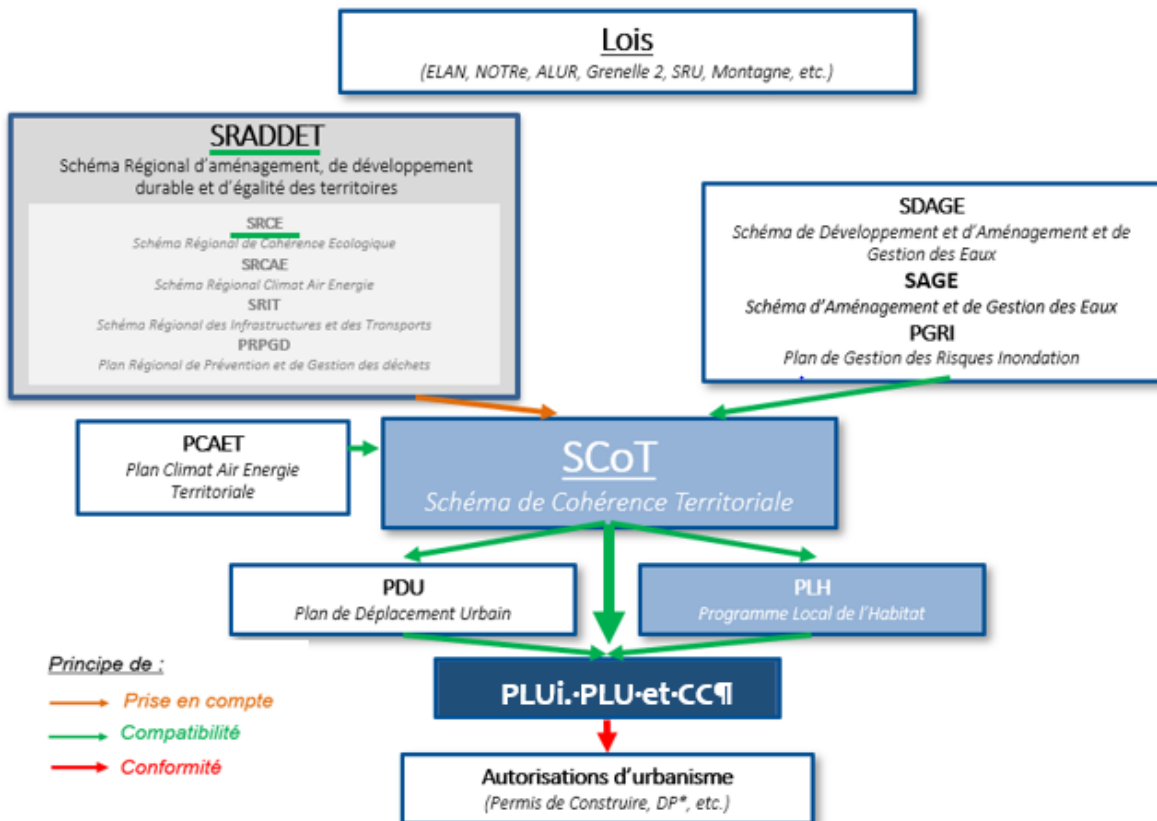 Lois
(ELAN, NOTRe, ALUR, Grenelle 2, SRU, Montagne, etc.)
SRADDET
Schéma Régional d'aménagement, de développement
durable et d'égalité des territoires
SRCE
Schéma Régional de Cohérence Ecologique
SRCAE
Schéma Régional Climat Air Energie
SRIT
Schéma Régional des Infrastructures et des Transports
PRPGD
Plan Régional de Prévention et de Gestion des déchets
SDAGE
Schéma de Développement et d'Aménagement et de
Gestion des Eaux
SAGE
Schéma d'Aménagement et de Gestion des Eaux
PGRI
Plan de Gestion des Risques Inondation
PCAET
Plan Climat Air Energie
Territoriale
SCoT
Schéma de Cohérence Territoriale
PDU
Plan de Déplacement Urbain
PLH
Programme Local de l'Habitat
Principe de :
Prise en compte
Compatibilité
Conformité
PLUi.·PLU·et·CC¶
Autorisations d'urbanisme
(Permis de Construire, DP*, etc.)